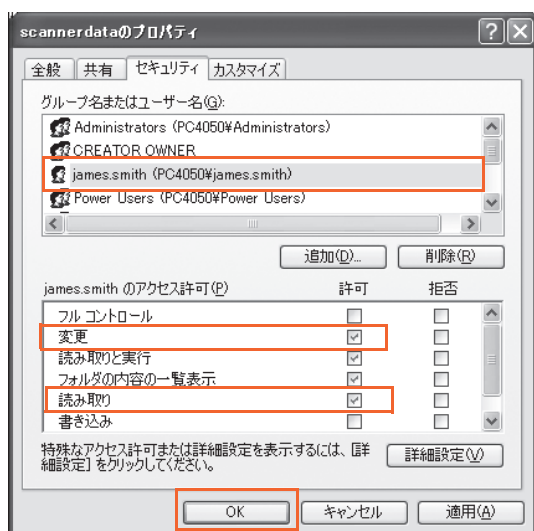 scannerdataのプロパティ
全般 共有 セキュリティ カスタマイズ
グループ名またはユーザー名(G):
Administrators (PC4050¥Administrators)
CREATOR OWNER
james.smith (PC4050¥james.smith)
Power Users (PC4050¥Power Users)
追加(D)... 削除(R)
james.smith のアクセス許可(P) 許可 拒否
フル コントロール
変更
読み取りと実行
フォルダの内容の一覧表示
読み取り
書き込み
特殊なアクセス許可または詳細設定を表示するには、[詳
細設定] をクリックしてください。
詳細設定(V)
OK キャンセル 適用(A)